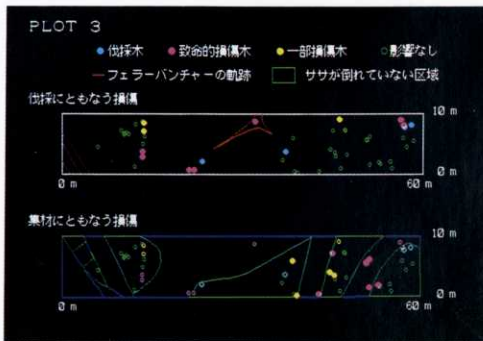 PLOT 3
●伐採木 ●致命的損傷木 ●一部損傷木 ○影響なし
―フェラーバンチャーの軌跡 □ササが倒れていない区域
伐採にともなう損傷
10 m
0 m
0 m 60 m
集材にともなう損傷
10 m
0 m
0 m 60 m